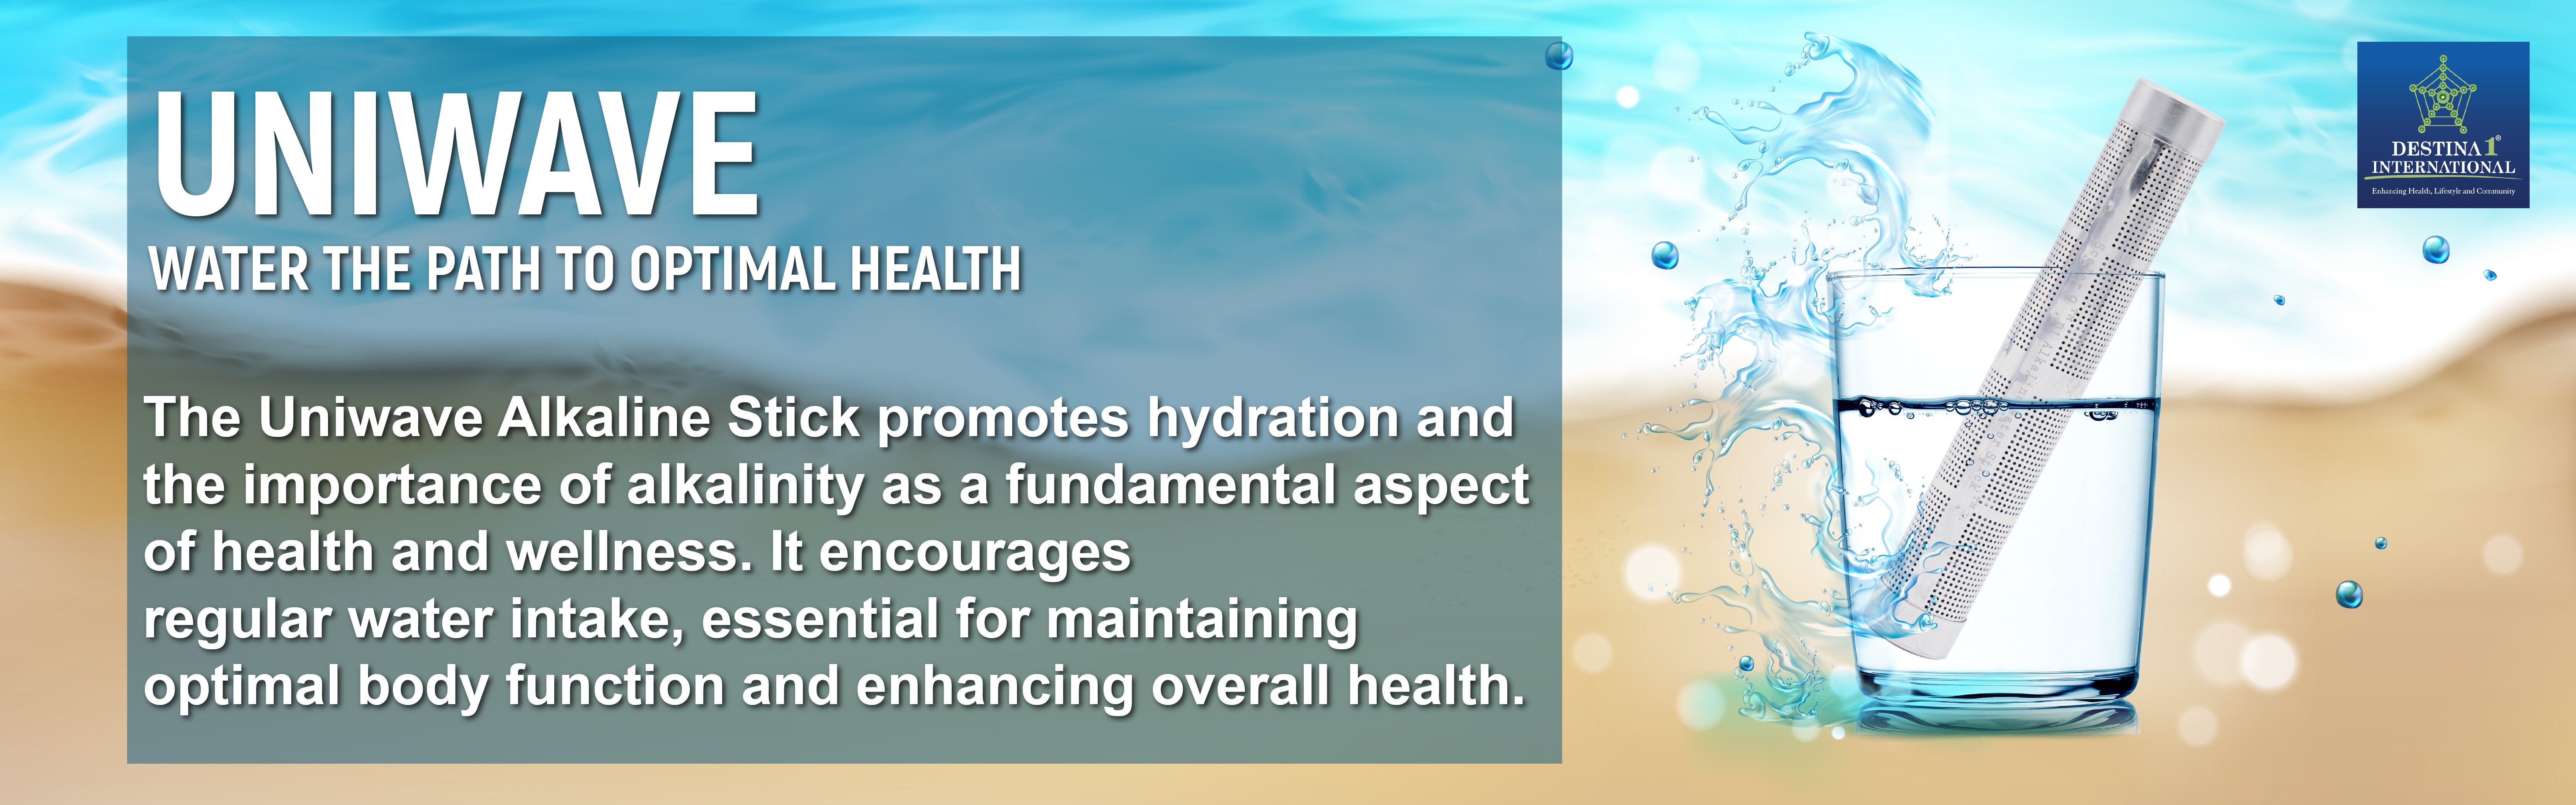 UNIWAVE
WATER THE PATH TO OPTIMAL HEALTH
The Uniwave Alkaline Stick promotes hydration and
the importance of alkalinity as a fundamental aspect
of health and wellness. It encourages
regular water intake, essential for maintaining
optimal body function and enhancing overall health.
DESTINA1®
INTERNATIONAL
Enhancing Health, Lifestyle and Community